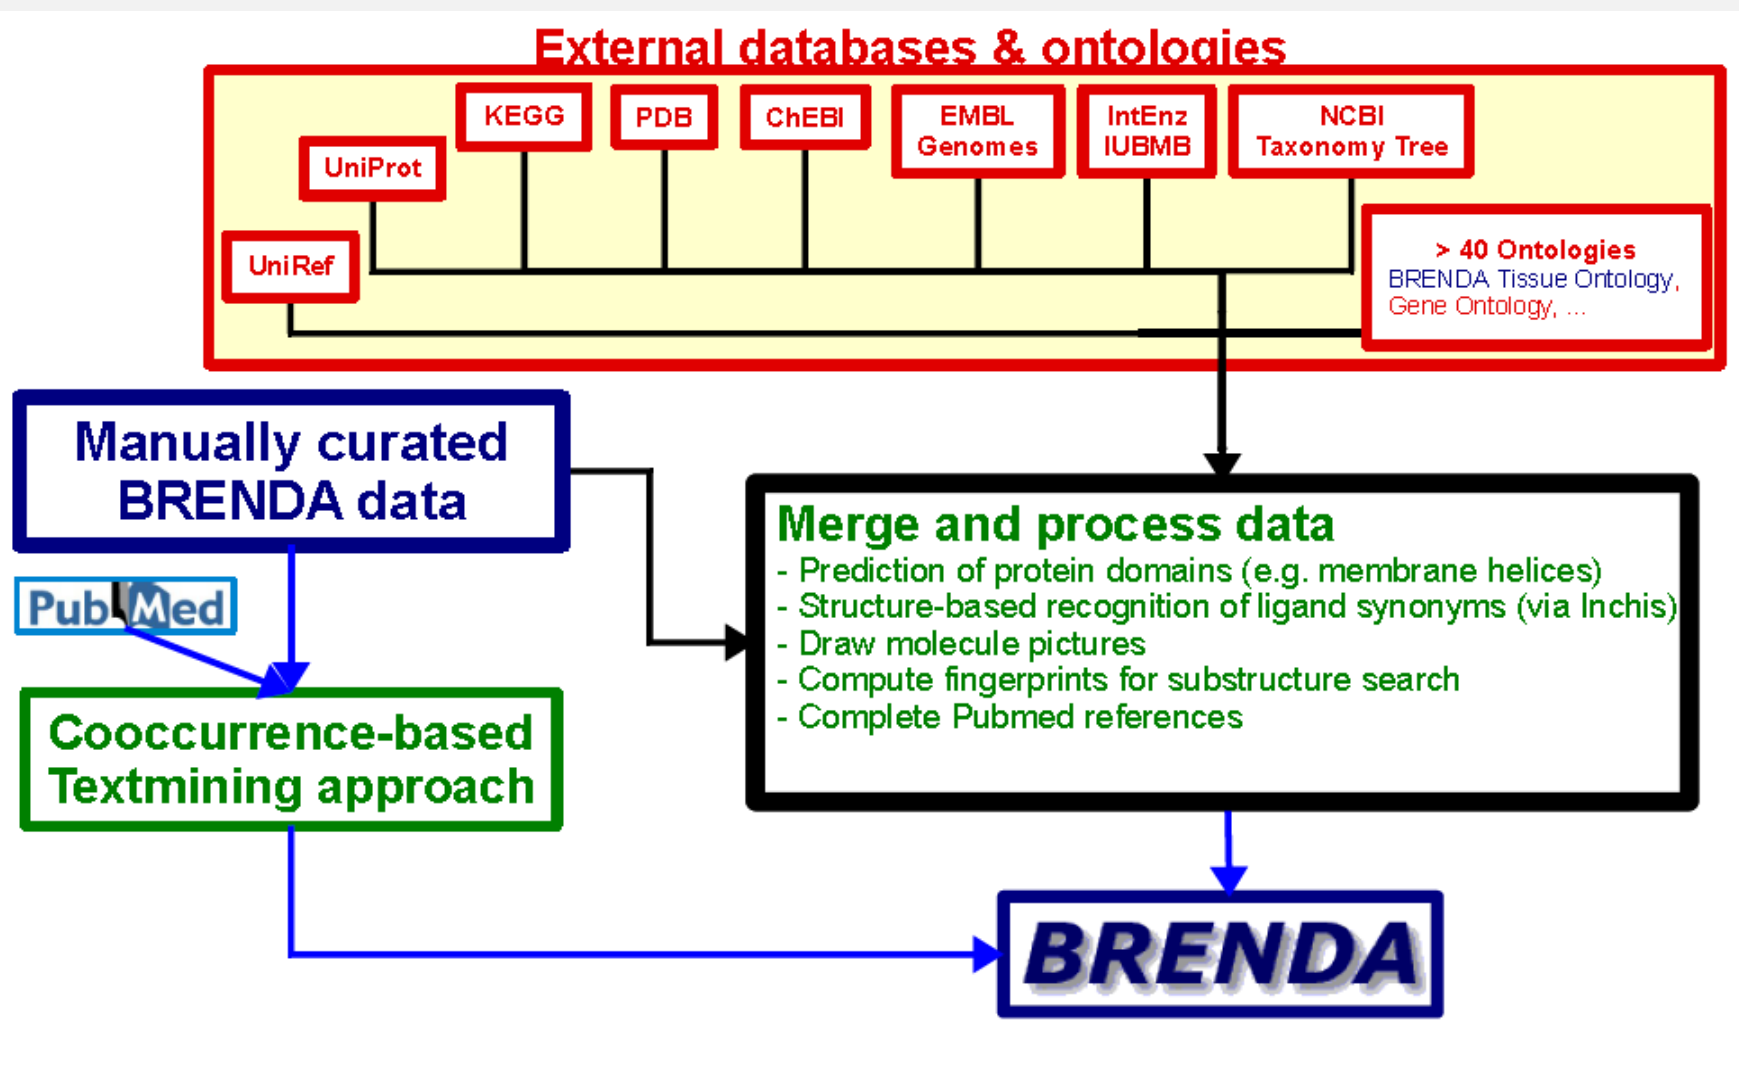 External databases & ontologies
KEGG
PDB
ChEBI
EMBL
Genomes
IntEnz
IUBMB
NCBI
Taxonomy Tree
UniProt
UniRef
> 40 Ontologies
BRENDA Tissue Ontology,
Gene Ontology, ...
Manually curated
BRENDA data
PubMed
Cooccurrence-based
Textmining approach
Merge and process data
- Prediction of protein domains (e.g. membrane helices)
- Structure-based recognition of ligand synonyms (via Inchis)
- Draw molecule pictures
- Compute fingerprints for substructure search
- Complete Pubmed references
BRENDA